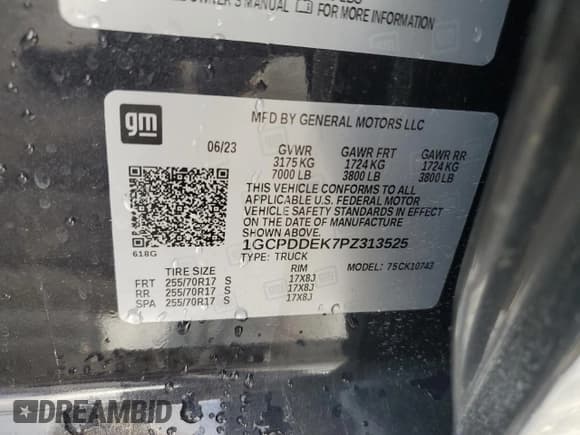 OWNER'S MANUAL FOR MORE INFORMATION
gm
MFD BY GENERAL MOTORS LLC
06/23 GVWR GAWR FRT GAWR RR
3175 KG 1724 KG 1724 KG
7000 LB 3800 LB 3800 LB
THIS VEHICLE CONFORMS TO ALL
APPLICABLE U.S. FEDERAL MOTOR
VEHICLE SAFETY STANDARDS IN EFFECT
ON THE DATE OF MANUFACTURE
SHOWN ABOVE.
618G
1GCPDDEK7PZ313525
TYPE: TRUCK MODEL: 75CK10743
TIRE SIZE RIM
FRT 255/70R17 S 17X8J
RR 255/70R17 S 17X8J
SPA 255/70R17 S 17X8J
DREAMBID